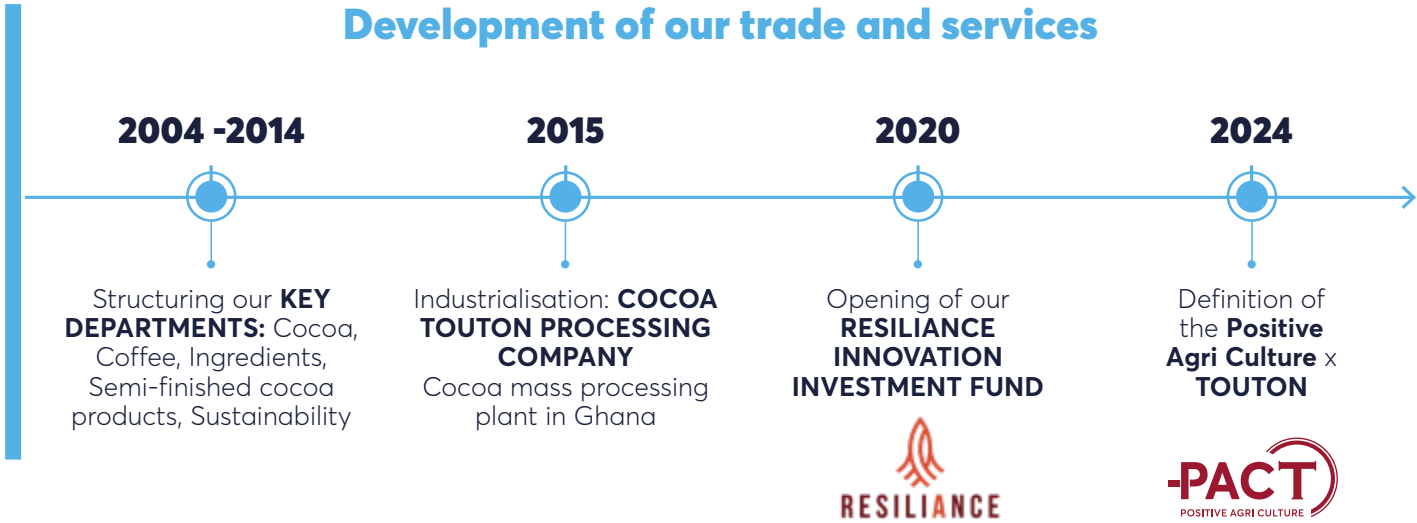 Development of our trade and services
2004 -2014
Structuring our KEY
DEPARTMENTS: Cocoa,
Coffee, Ingredients,
Semi-finished cocoa
products, Sustainability
2015
Industrialisation: COCOA
TOUTON PROCESSING
COMPANY
Cocoa mass processing
plant in Ghana
2020
Opening of our
RESILIANCE
INNOVATION
INVESTMENT FUND
RESILIANCE
2024
Definition of
the Positive
Agri Culture x
TOUTON
-PACT
POSITIVE AGRI CULTURE